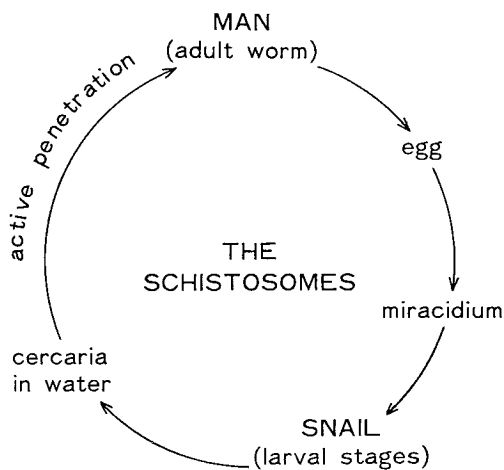 MAN
(adult worm)
egg
miracidium
SNAIL
(larval stages)
cercaria
in water
active penetration
THE
SCHISTOSOMES